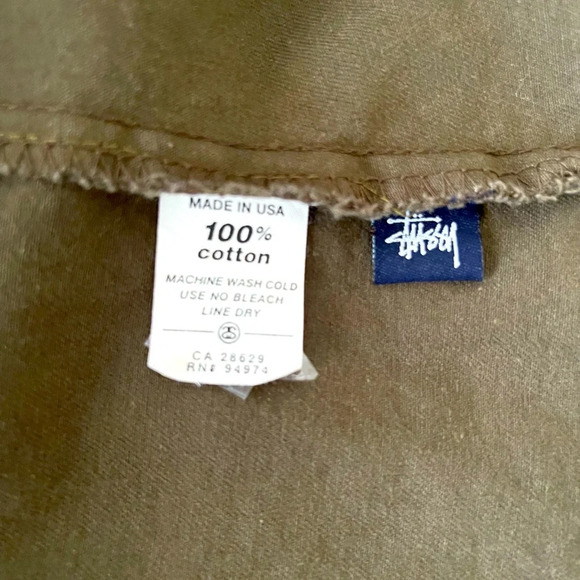 MADE IN USA
100%
cotton
MACHINE WASH COLD
USE NO BLEACH
LINE DRY
CA 28629
RN# 94974
Stüssy